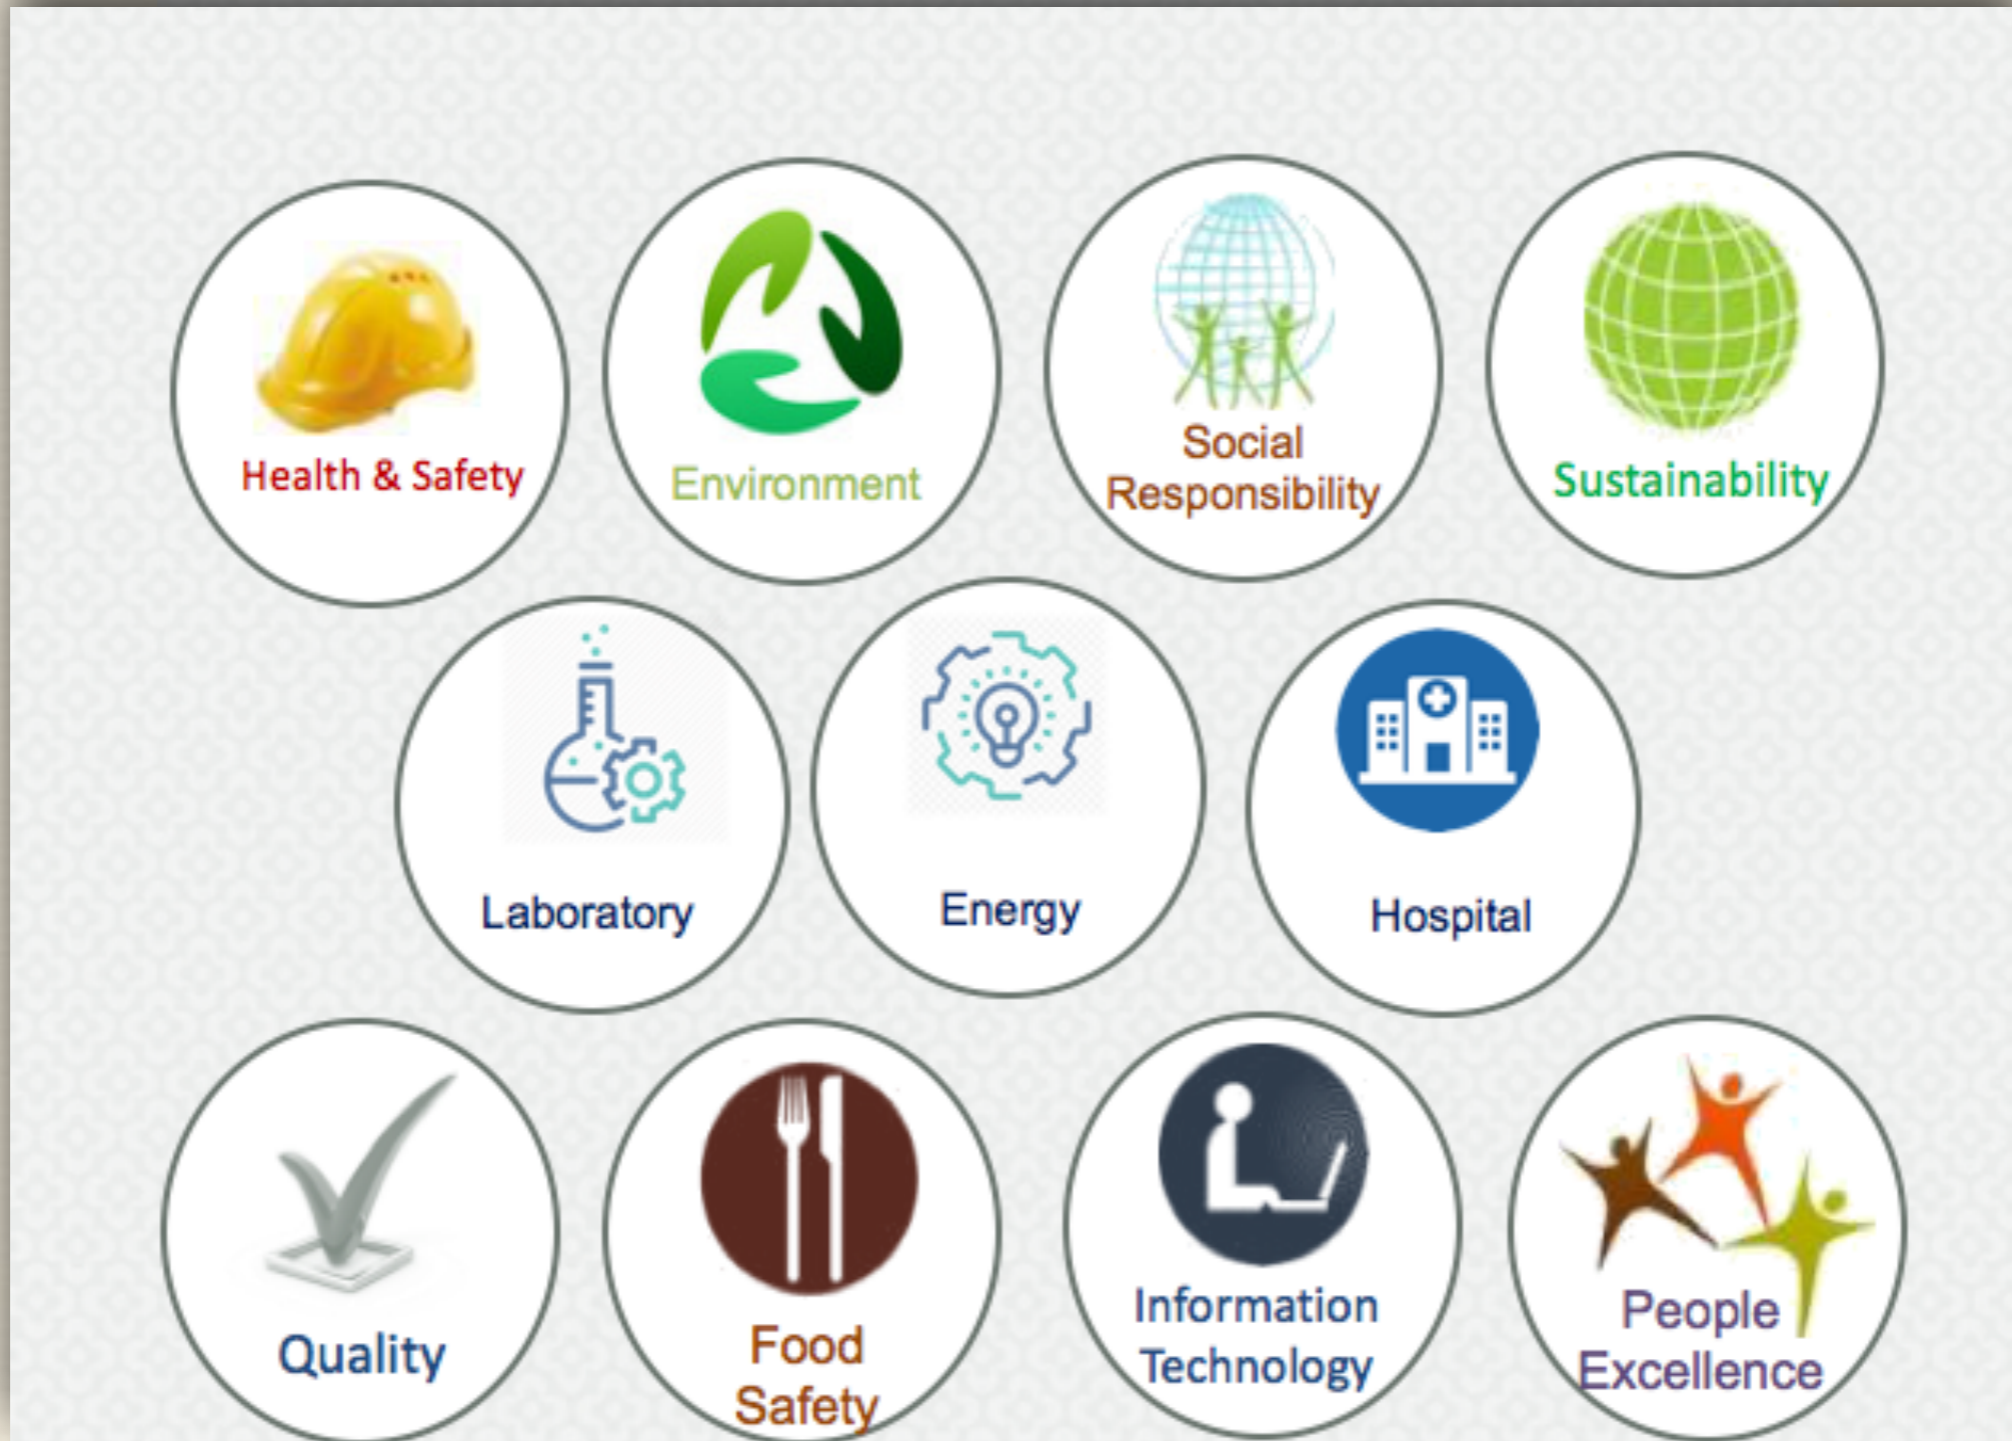 Health & Safety
Environment
Social
Responsibility
Sustainability
Laboratory
Energy
Hospital
Quality
Food
Safety
Information
Technology
People
Excellence